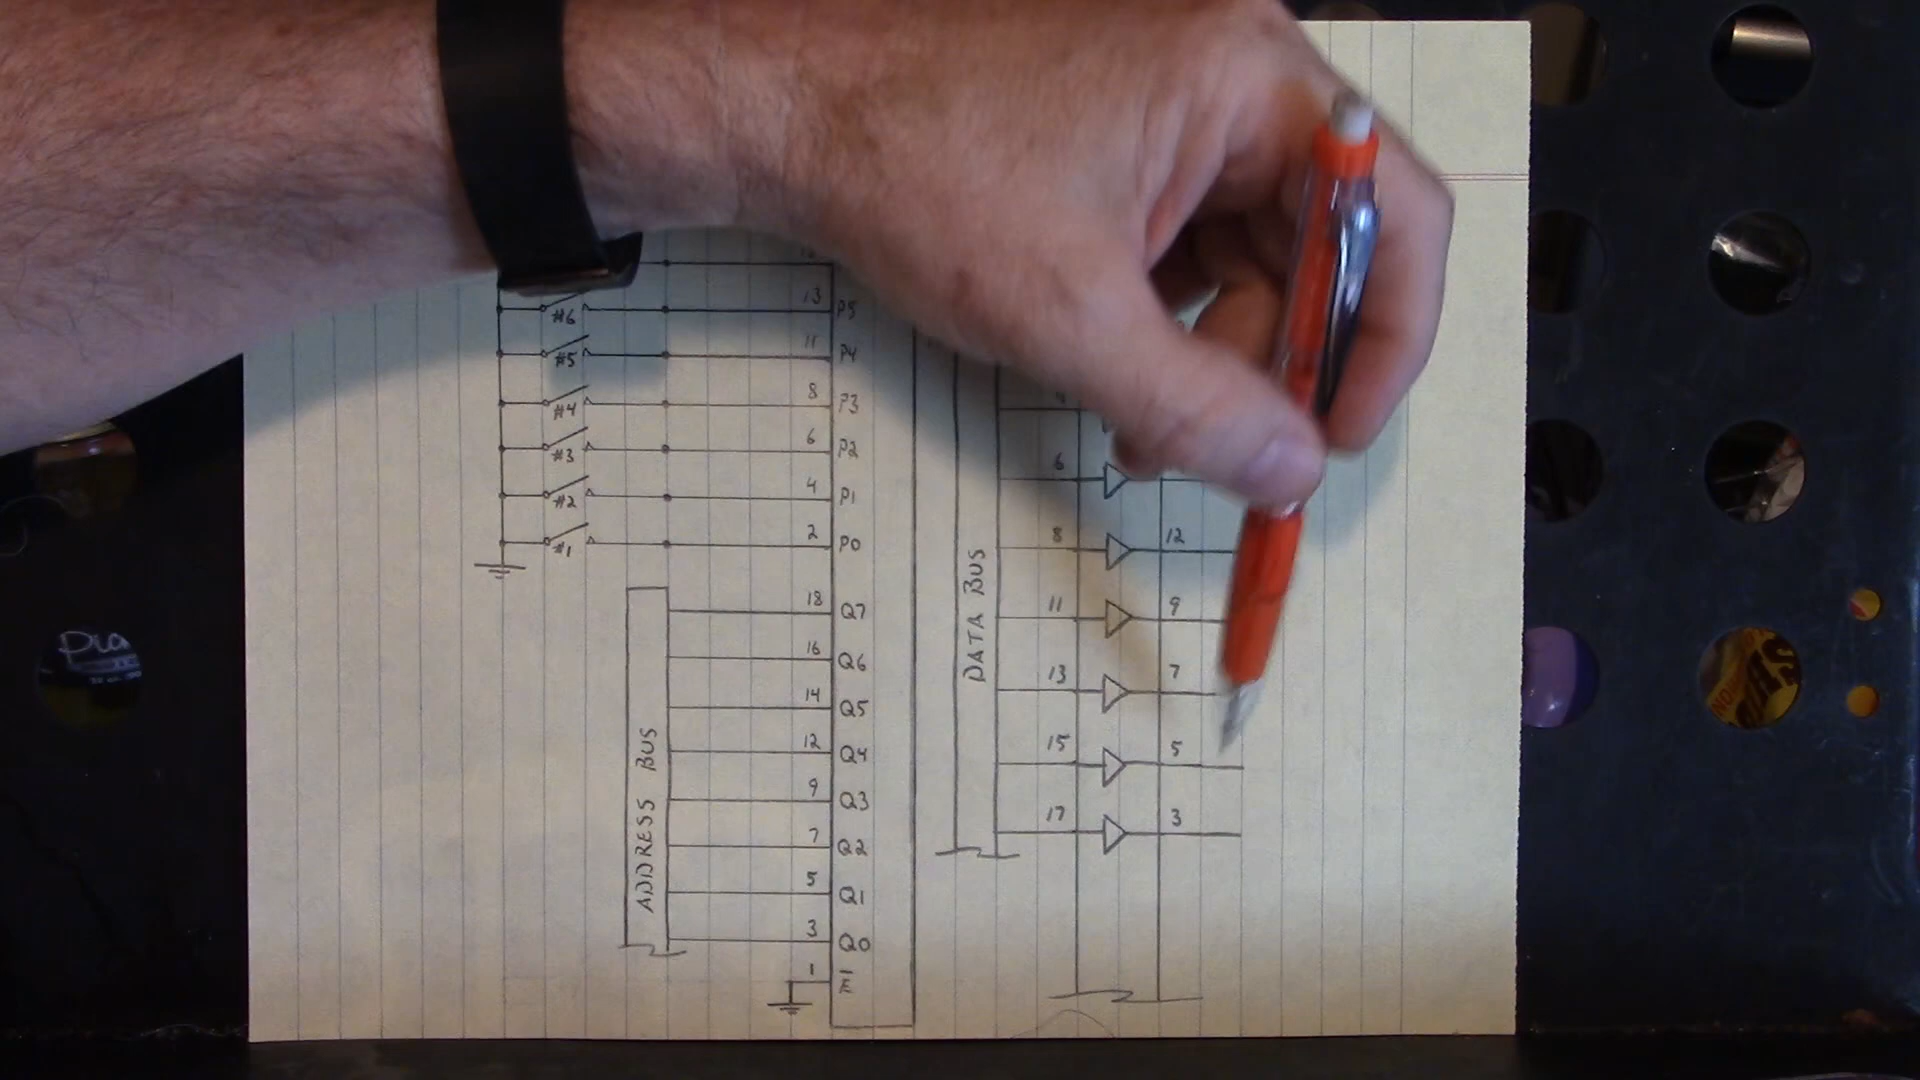 13 P5
#6
11 P4
#5
8 P3
#4
6 P2
#3
4 P1
#2
2 P0
#1
18 Q7
16 Q6
14 Q5
12 Q4
9 Q3
7 Q2
5 Q1
3 Q0
1 E̅
ADDRESS BUS
DATA BUS
6
8 12
11 9
13 7
15 5
17 3